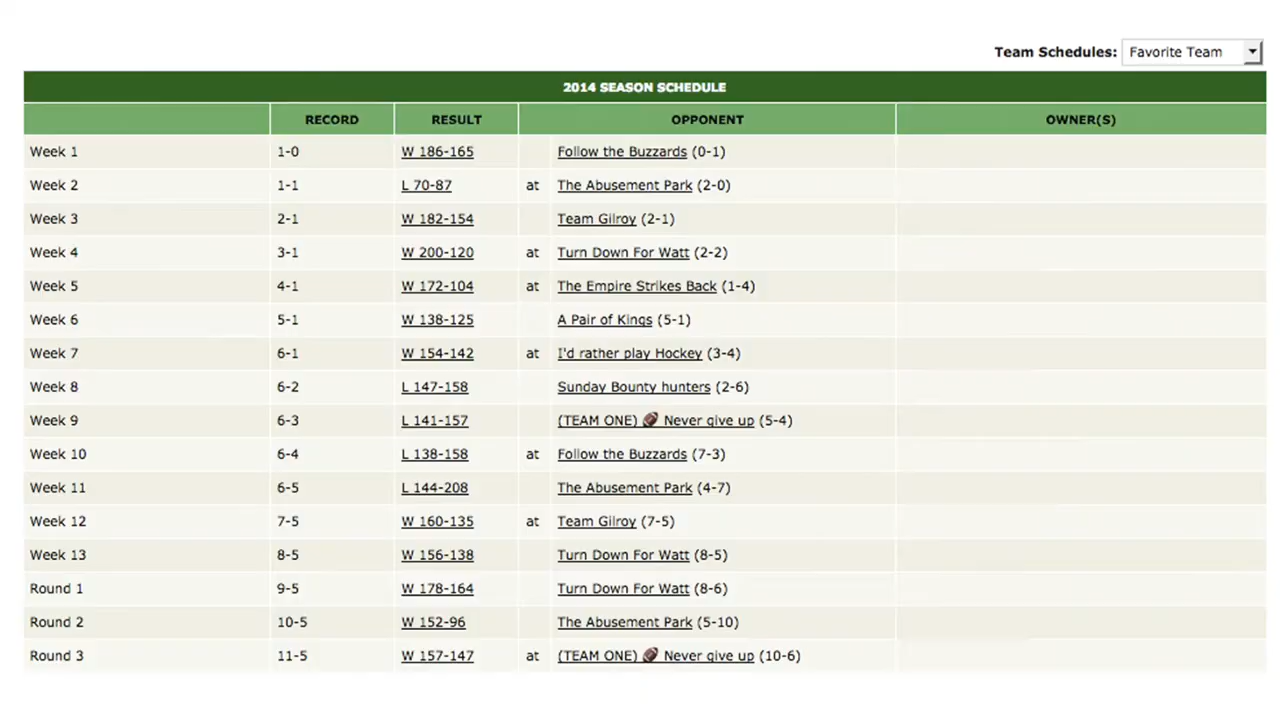 Team Schedules: Favorite Team
2014 SEASON SCHEDULE
RECORD RESULT OPPONENT OWNER(S)
Week 1 1-0 W 186-165 Follow the Buzzards (0-1)
Week 2 1-1 L 70-87 at The Abusement Park (2-0)
Week 3 2-1 W 182-154 Team Gilroy (2-1)
Week 4 3-1 W 200-120 at Turn Down For Watt (2-2)
Week 5 4-1 W 172-104 at The Empire Strikes Back (1-4)
Week 6 5-1 W 138-125 A Pair of Kings (5-1)
Week 7 6-1 W 154-142 at I'd rather play Hockey (3-4)
Week 8 6-2 L 147-158 Sunday Bounty hunters (2-6)
Week 9 6-3 L 141-157 (TEAM ONE) 🏈 Never give up (5-4)
Week 10 6-4 L 138-158 at Follow the Buzzards (7-3)
Week 11 6-5 L 144-208 The Abusement Park (4-7)
Week 12 7-5 W 160-135 at Team Gilroy (7-5)
Week 13 8-5 W 156-138 Turn Down For Watt (8-5)
Round 1 9-5 W 178-164 Turn Down For Watt (8-6)
Round 2 10-5 W 152-96 The Abusement Park (5-10)
Round 3 11-5 W 157-147 at (TEAM ONE) 🏈 Never give up (10-6)